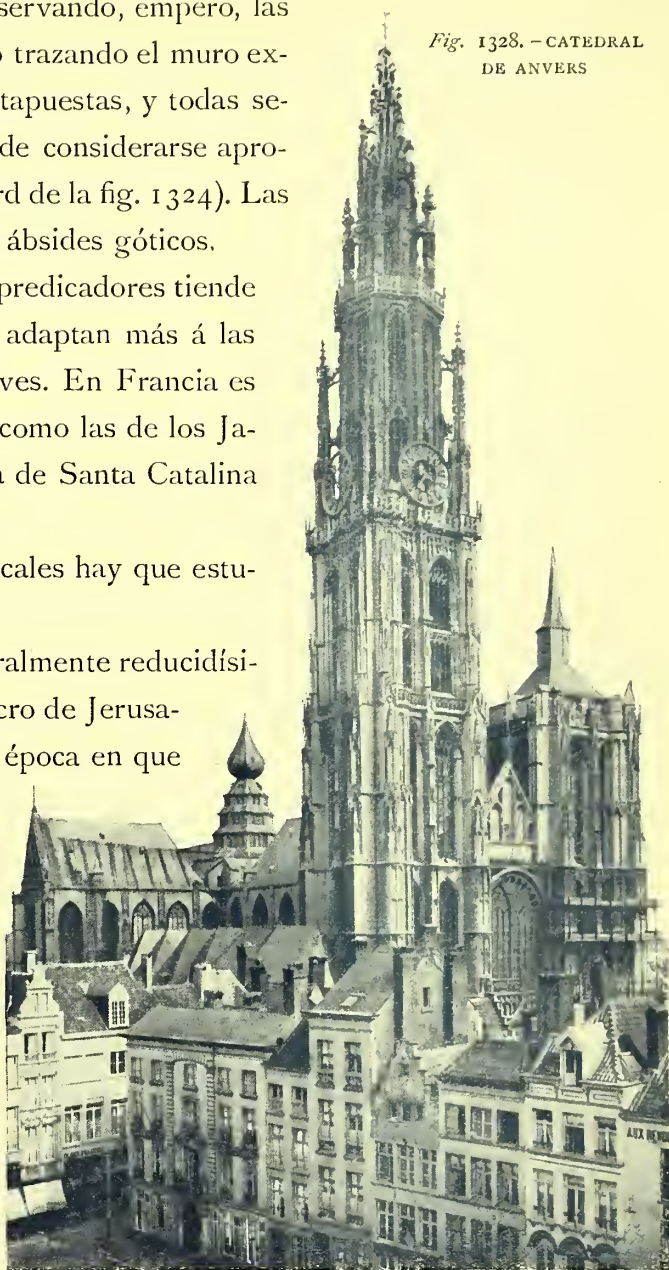 servando, empero, las
o trazando el muro ex-
tapuestas, y todas se-
de considerarse apro-
rd de la fig. 1324). Las
ábsides góticos.
predicadores tiende
adaptan más á las
ves. En Francia es
como las de los Ja-
a de Santa Catalina
cales hay que estu-
ralmente reducidísi-
cro de Jerusa-
época en que
Fig. 1328. – CATEDRAL
DE ANVERS
AUX